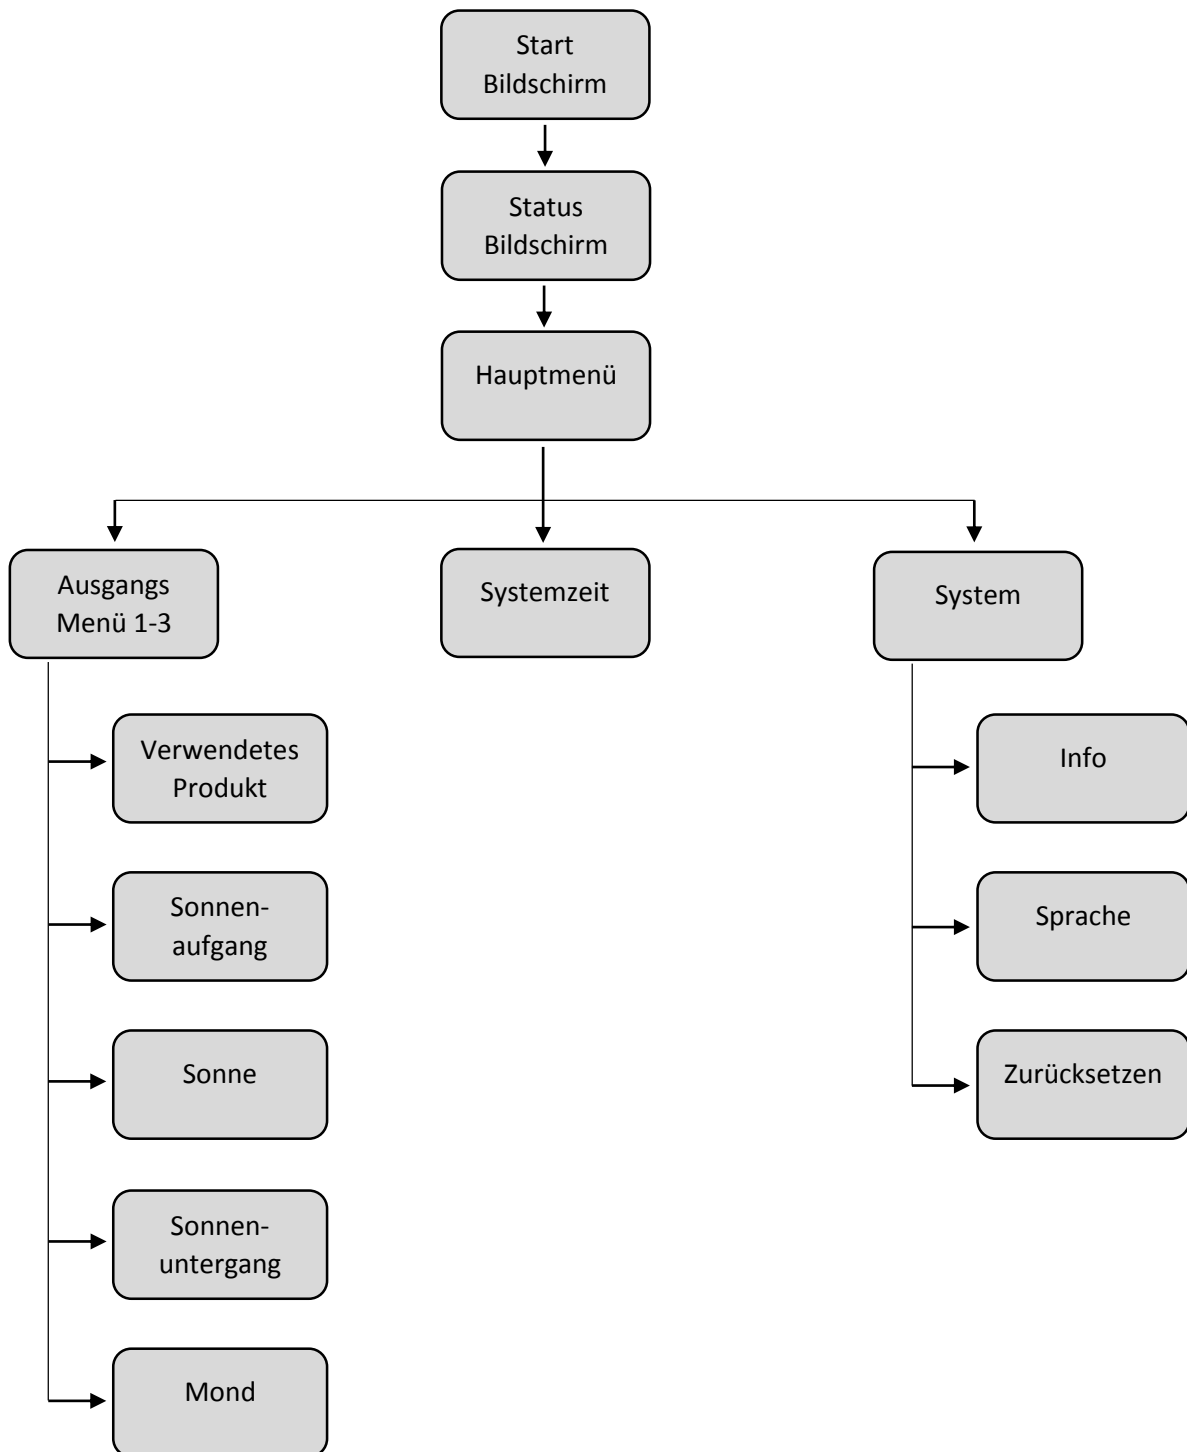 Start
Bildschirm
Status
Bildschirm
Hauptmenü
Ausgangs
Menü 1-3
Systemzeit
System
Verwendetes
Produkt
Info
Sonnen-
aufgang
Sprache
Sonne
Zurücksetzen
Sonnen-
untergang
Mond